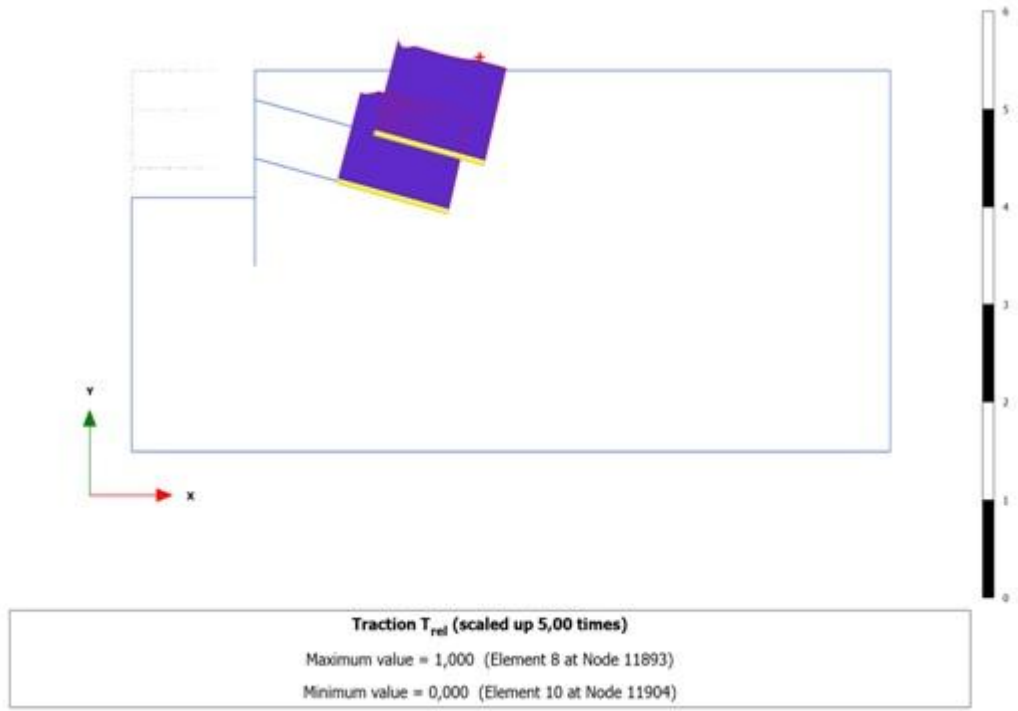 6
5
4
3
2
1
0
Y
X
Traction T_rel (scaled up 5,00 times)
Maximum value = 1,000 (Element 8 at Node 11893)
Minimum value = 0,000 (Element 10 at Node 11904)